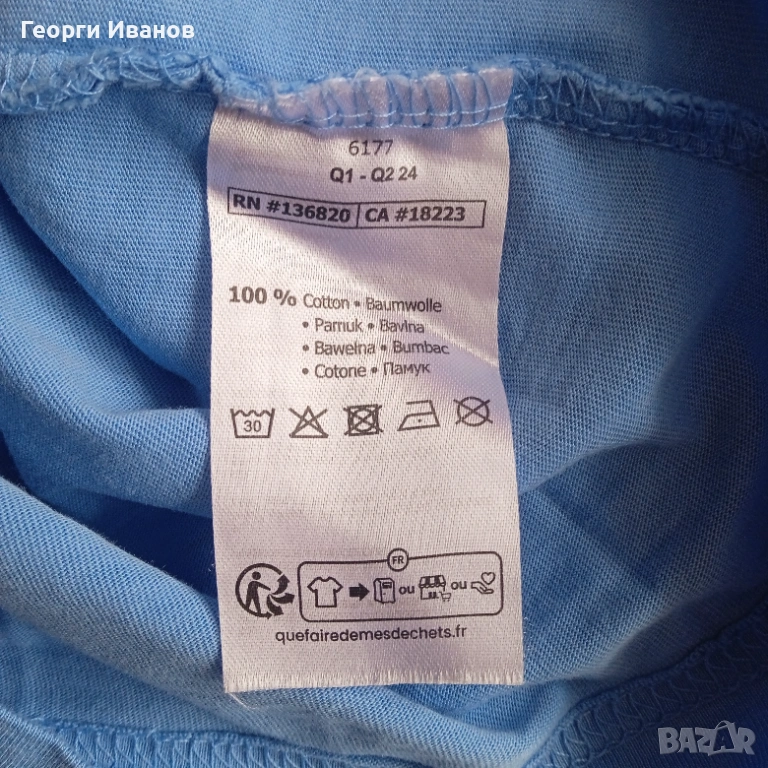 Георги Иванов
6177
Q1 - Q2 24
RN #136820 CA #18223
100 % Cotton • Baumwolle
• Pamuk • Bavlna
• Bawełna • Bumbac
• Cotone • Памук
30
FR
ou ou
quefairedemesdechets.fr
BAZAR